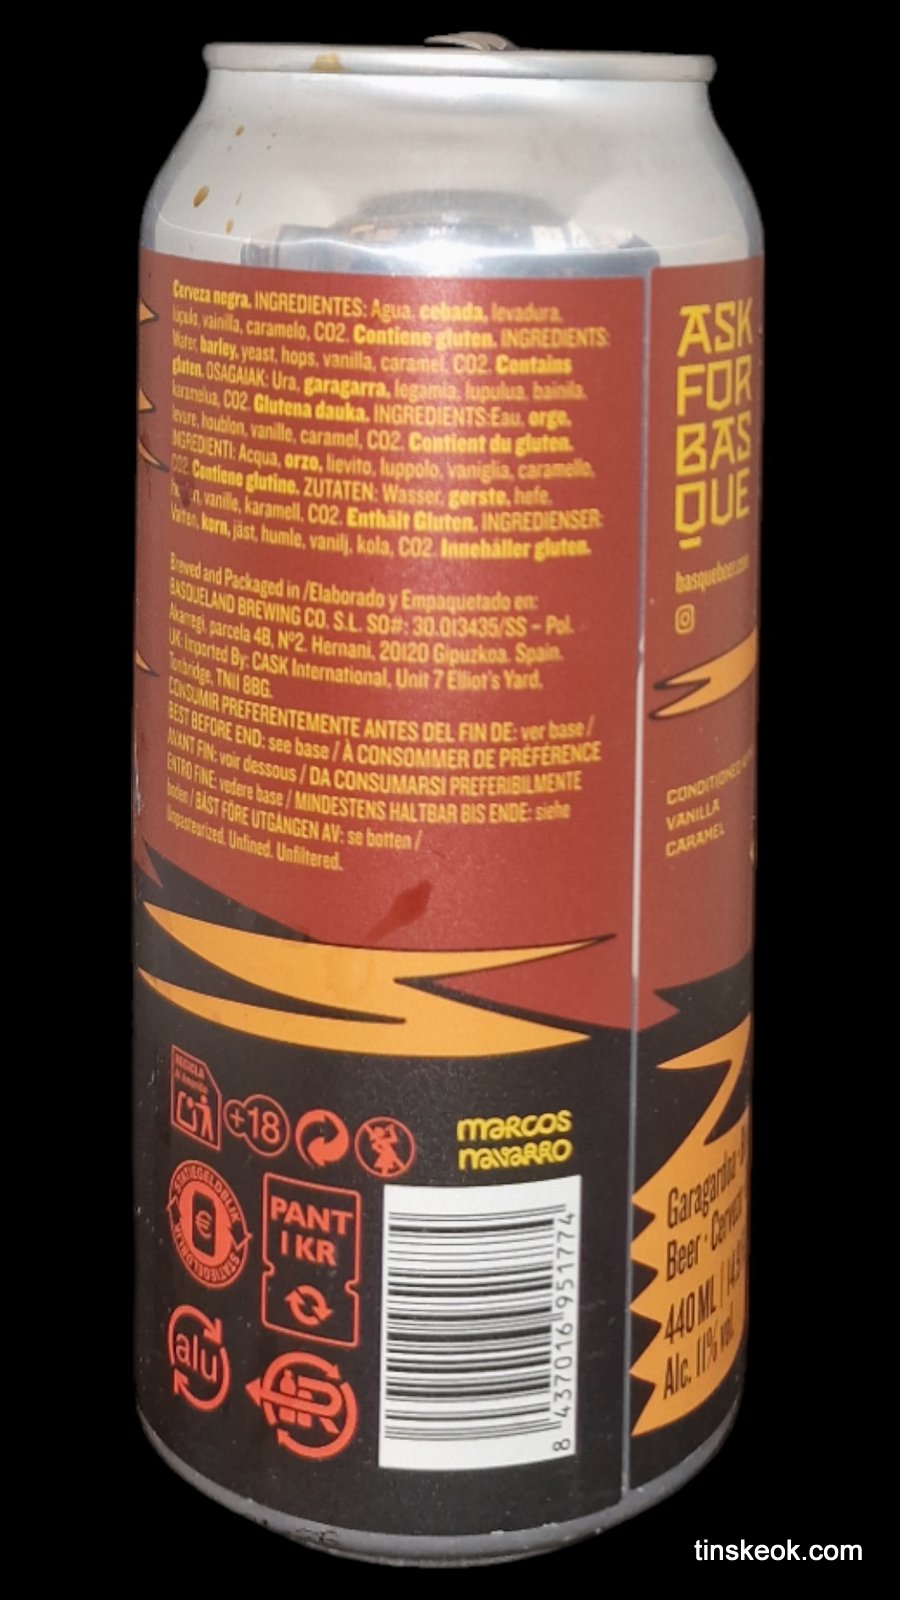 Cerveza negra. INGREDIENTES: Agua, cebada, levadura,
lúpulo, vainilla, caramelo, CO2. Contiene gluten. INGREDIENTS:
Water, barley, yeast, hops, vanilla, caramel, CO2. Contains
gluten. OSAGAIAK: Ura, garagarra, legamia, lupulua, bainila,
karamelua, CO2. Glutena dauka. INGREDIENTS:Eau, orge,
levure, houblon, vanille, caramel, CO2. Contient du gluten.
INGREDIENTI: Acqua, orzo, lievito, luppolo, vaniglia, caramello,
CO2. Contiene glutine. ZUTATEN: Wasser, gerste, hefe,
vanille, karamell, CO2. Enthält Gluten. INGREDIENSER:
Vatten, korn, jäst, humle, vanilj, kola, CO2. Innehåller gluten.
Brewed and Packaged in /Elaborado y Empaquetado en:
BASQUELAND BREWING CO. S.L. SO#: 30.013435/SS - Pol.
Akarregi, parcela 4B, Nº2. Hernani, 20120 Gipuzkoa. Spain.
UK: Imported By: CASK International, Unit 7 Elliot's Yard,
Tonbridge, TN11 8BG.
CONSUMIR PREFERENTEMENTE ANTES DEL FIN DE: ver base /
BEST BEFORE END: see base / À CONSOMMER DE PRÉFÉRENCE
AVANT FIN: voir dessous / DA CONSUMARSI PREFERIBILMENTE
ENTRO FINE: vedere base / MINDESTENS HALTBAR BIS ENDE: siehe
boden / BÄST FÖRE UTGÅNGEN AV: se botten /
Unpasteurized. Unfined. Unfiltered.
ASK
FOR
BAS
QUE
basquebeer.com
CONDITIONED
VANILLA
CARAMEL
RECICLA
+18
MARCOS
NAVARRO
STATIEGELDBLIK
STATIEGELDBLIK
€
PANT
1 KR
alu
8 437016 951774
Garagardoa
Beer · Cerveza
440 ML | 14.9
Alc. 11% vol.
tinskeok.com